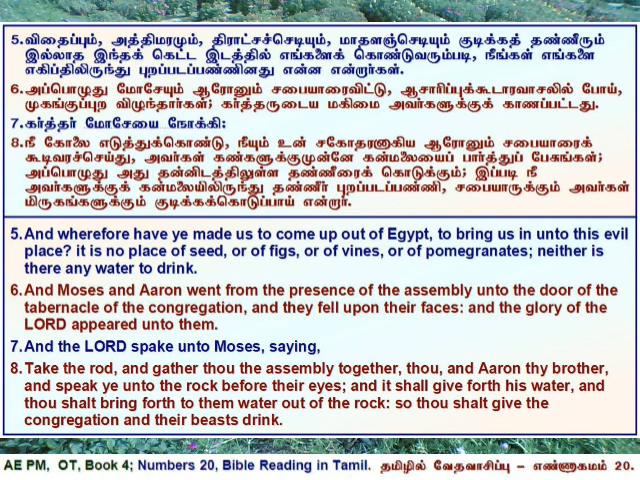 5.விதைப்பும், அத்திமரமும், திராட்சச்செடியும், மாதளஞ்செடியும் குடிக்கத் தண்ணீரும்
இல்லாத இந்தக் கெட்ட இடத்தில் எங்களைக் கொண்டுவரும்படி, நீங்கள் எங்களை
எகிப்திலிருந்து புறப்படப்பண்ணினது என்ன என்றார்கள்.
6.அப்பொழுது மோசேயும் ஆரோனும் சபையாரைவிட்டு, ஆசரிப்புக்கூடாரவாசலில் போய்,
முகங்குப்புற விழுந்தார்கள்; கர்த்தருடைய மகிமை அவர்களுக்குக் காணப்பட்டது.
7.கர்த்தர் மோசேயை நோக்கி:
8.நீ கோலை எடுத்துக்கொண்டு, நீயும் உன் சகோதரனாகிய ஆரோனும் சபையாரைக்
கூடிவரச்செய்து, அவர்கள் கண்களுக்குமுன்னே கன்மலையைப் பார்த்துப் பேசுங்கள்;
அப்பொழுது அது தன்னிடத்திலுள்ள தண்ணீரைக் கொடுக்கும்; இப்படி நீ
அவர்களுக்குக் கன்மலையிலிருந்து தண்ணீர் புறப்படப்பண்ணி, சபையாருக்கும் அவர்கள்
மிருகங்களுக்கும் குடிக்கக்கொடுப்பாய் என்றார்.
5.And wherefore have ye made us to come up out of Egypt, to bring us in unto this evil
place? it is no place of seed, or of figs, or of vines, or of pomegranates; neither is
there any water to drink.
6.And Moses and Aaron went from the presence of the assembly unto the door of the
tabernacle of the congregation, and they fell upon their faces: and the glory of the
LORD appeared unto them.
7.And the LORD spake unto Moses, saying,
8.Take the rod, and gather thou the assembly together, thou, and Aaron thy brother,
and speak ye unto the rock before their eyes; and it shall give forth his water, and
thou shalt bring forth to them water out of the rock: so thou shalt give the
congregation and their beasts drink.
AE PM, OT, Book 4; Numbers 20, Bible Reading in Tamil. தமிழில் வேதவாசிப்பு – எண்ணாகமம் 20.